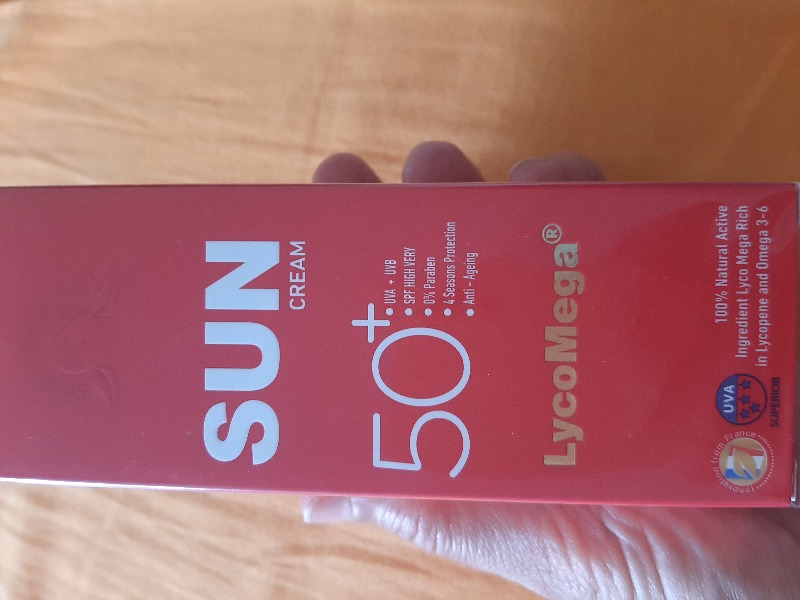 SUN
CREAM
50+
• UVA + UVB
• SPF HIGH VERY
• 0% Paraben
• 4 Seasons Protection
• Anti - Ageing
LycoMega®
100% Natural Active
Ingredient Lyco Mega Rich
in Lycopene and Omega 3-6
Innovation from France
UVA
SUPERIOR